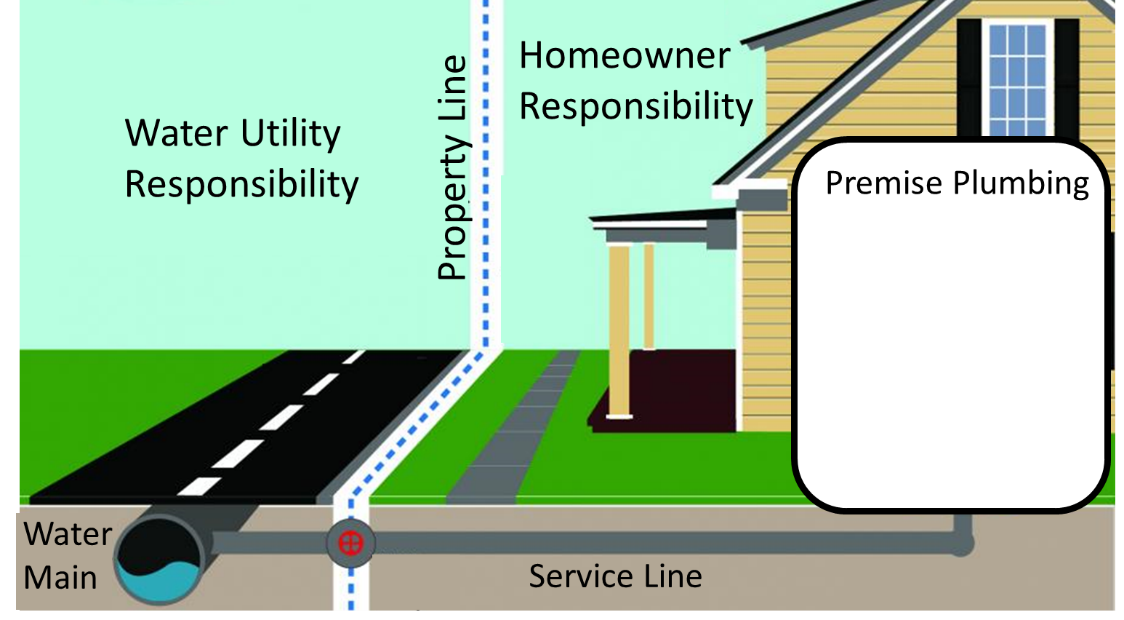 Water Utility
Responsibility
Property Line
Homeowner
Responsibility
Premise Plumbing
Water
Main
Service Line